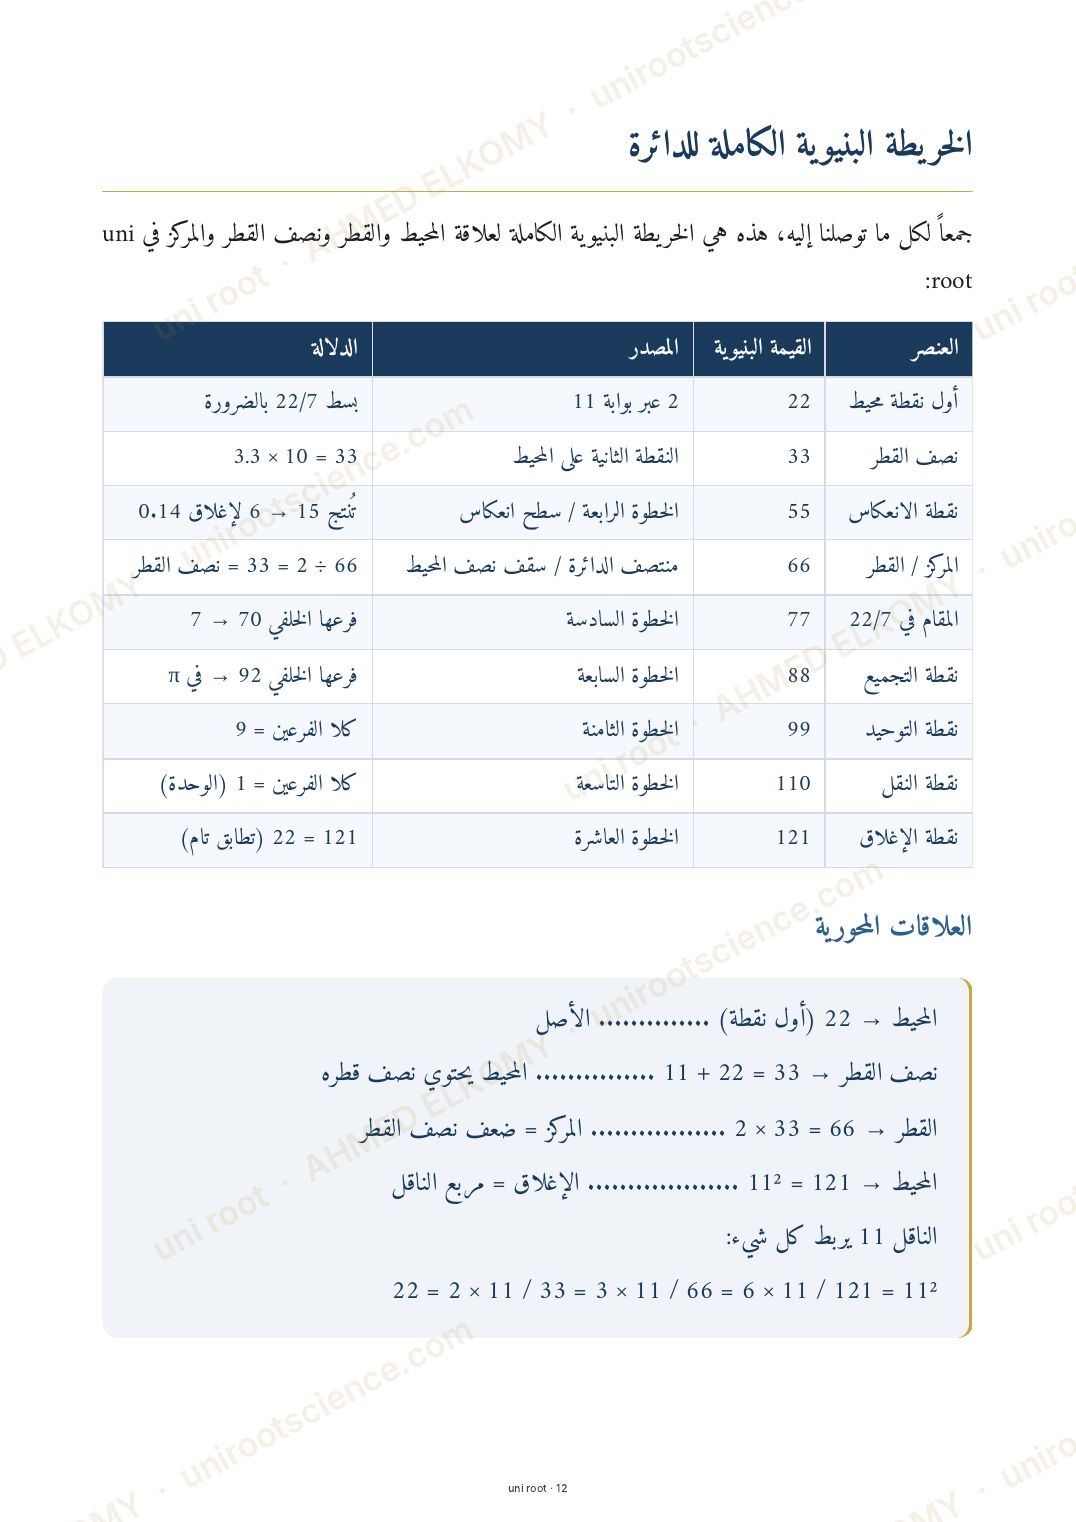 الخريطة البنيوية الكاملة للدائرة
جمعاً لكل ما توصلنا إليه، هذه هي الخريطة البنيوية الكاملة لعلاقة المحيط والقطر ونصف القطر والمركز في uni
root:
العنصر القيمة البنيوية المصدر الدلالة
أول نقطة محيط 22 2 عبر بوابة 11 بسط 22/7 بالضرورة
نصف القطر 33 النقطة الثانية على المحيط 33 = 10 × 3.3
نقطة الانعكاس 55 الخطوة الرابعة / سطح انعكاس تُنتج 15 → 6 لإغلاق 0.14
المركز / القطر 66 منتصف الدائرة / سقف نصف المحيط 66 ÷ 2 = 33 = نصف القطر
المقام في 22/7 77 الخطوة السادسة فرعها الخلفي 70 → 7
نقطة التجميع 88 الخطوة السابعة فرعها الخلفي 92 → في π
نقطة التوحيد 99 الخطوة الثامنة كلا الفرعين = 9
نقطة النقل 110 الخطوة التاسعة كلا الفرعين = 1 (الوحدة)
نقطة الإغلاق 121 الخطوة العاشرة 121 = 22 (تطابق تام)
العلاقات المحورية
المحيط → 22 (أول نقطة) .............. الأصل
نصف القطر → 33 = 22 + 11 ............... المحيط يحتوي نصف قطره
القطر → 66 = 33 × 2 ................. المركز = ضعف نصف القطر
المحيط → 121 = 11² ................... الإغلاق = مربع الناقل
الناقل 11 يربط كل شيء:
22 = 2 × 11 / 33 = 3 × 11 / 66 = 6 × 11 / 121 = 11²
uni root · 12
uni root · AHMED ELKOMY · unirootscience.com